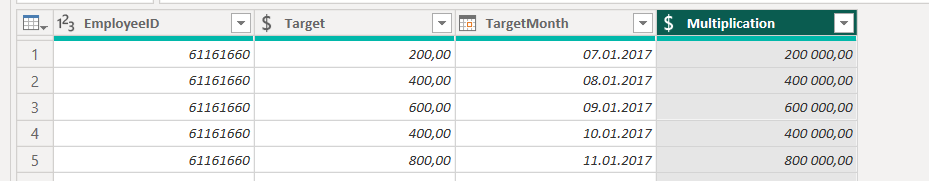 1²3 EmployeeID $ Target TargetMonth $ Multiplication
1 61161660 200,00 07.01.2017 200 000,00
2 61161660 400,00 08.01.2017 400 000,00
3 61161660 600,00 09.01.2017 600 000,00
4 61161660 400,00 10.01.2017 400 000,00
5 61161660 800,00 11.01.2017 800 000,00